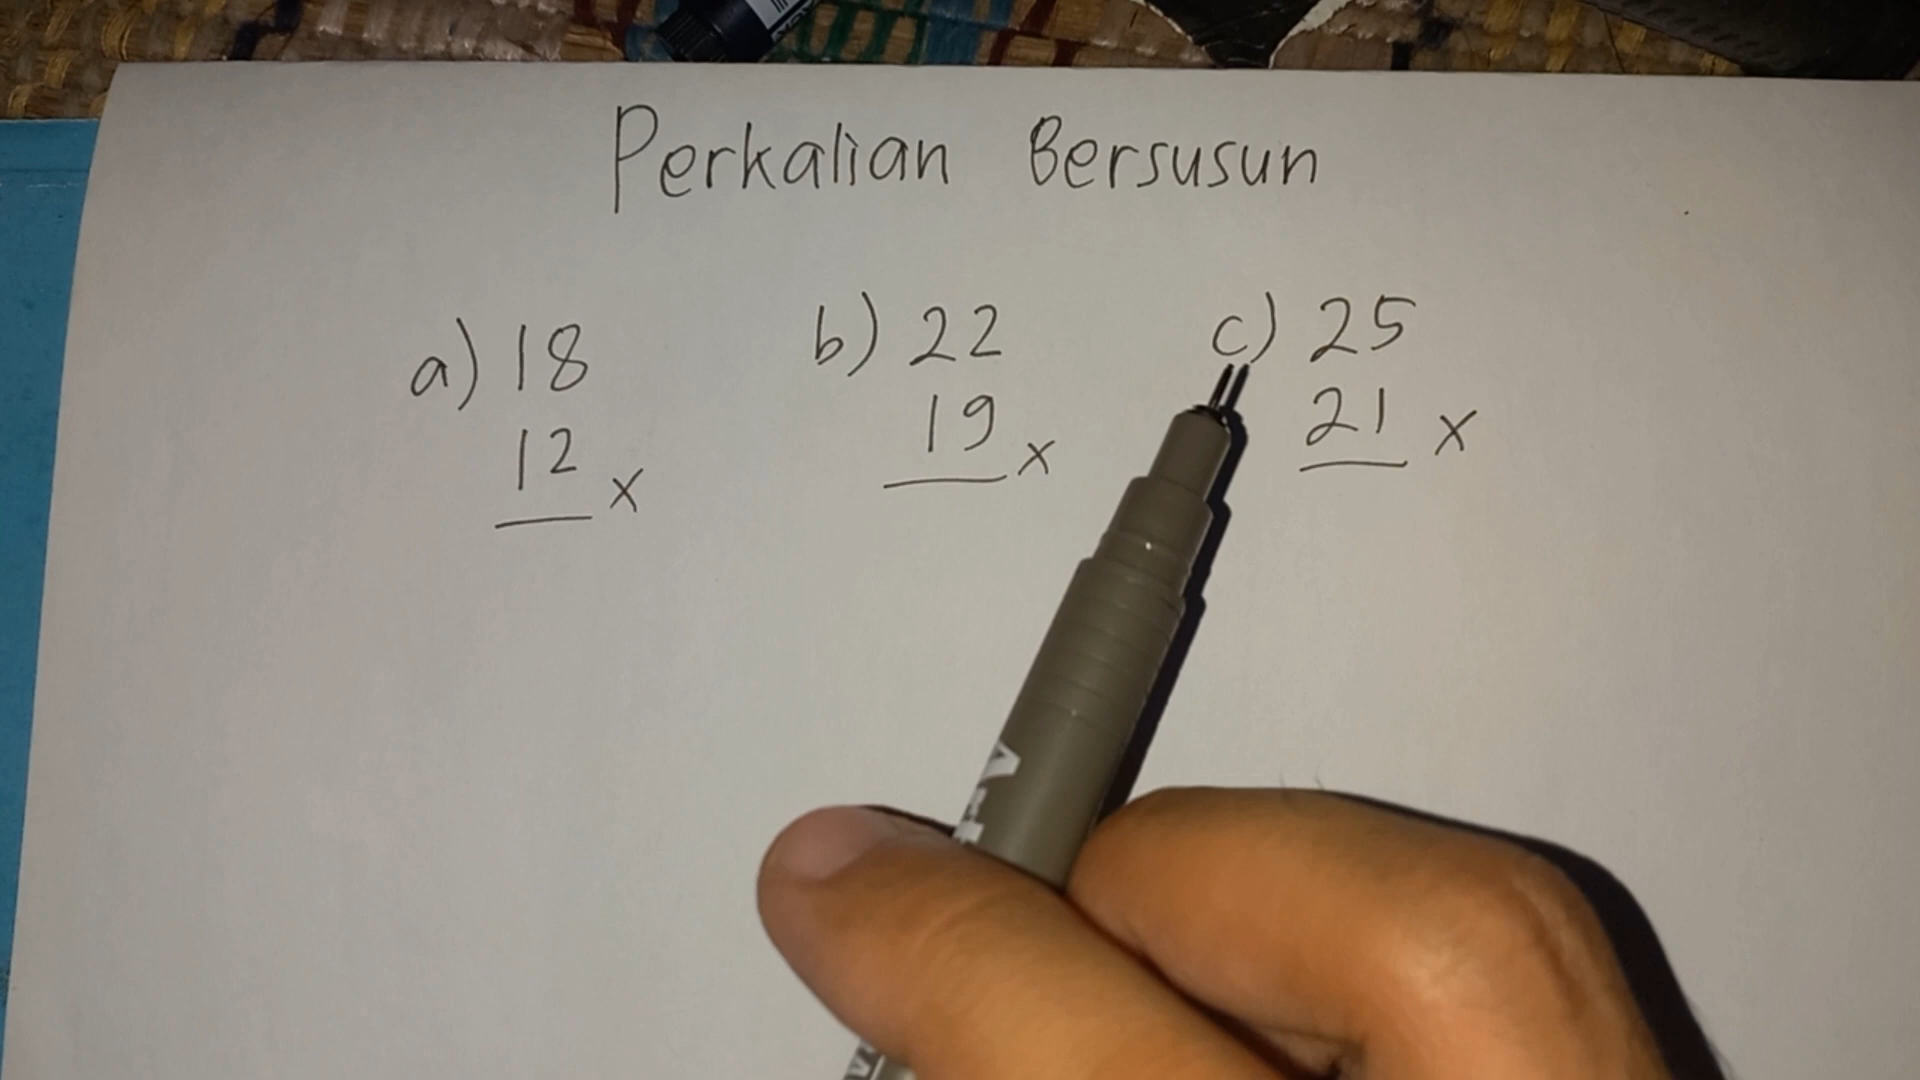 Perkalian Bersusun
a) 18
12 x
b) 22
19 x
c) 25
21 x